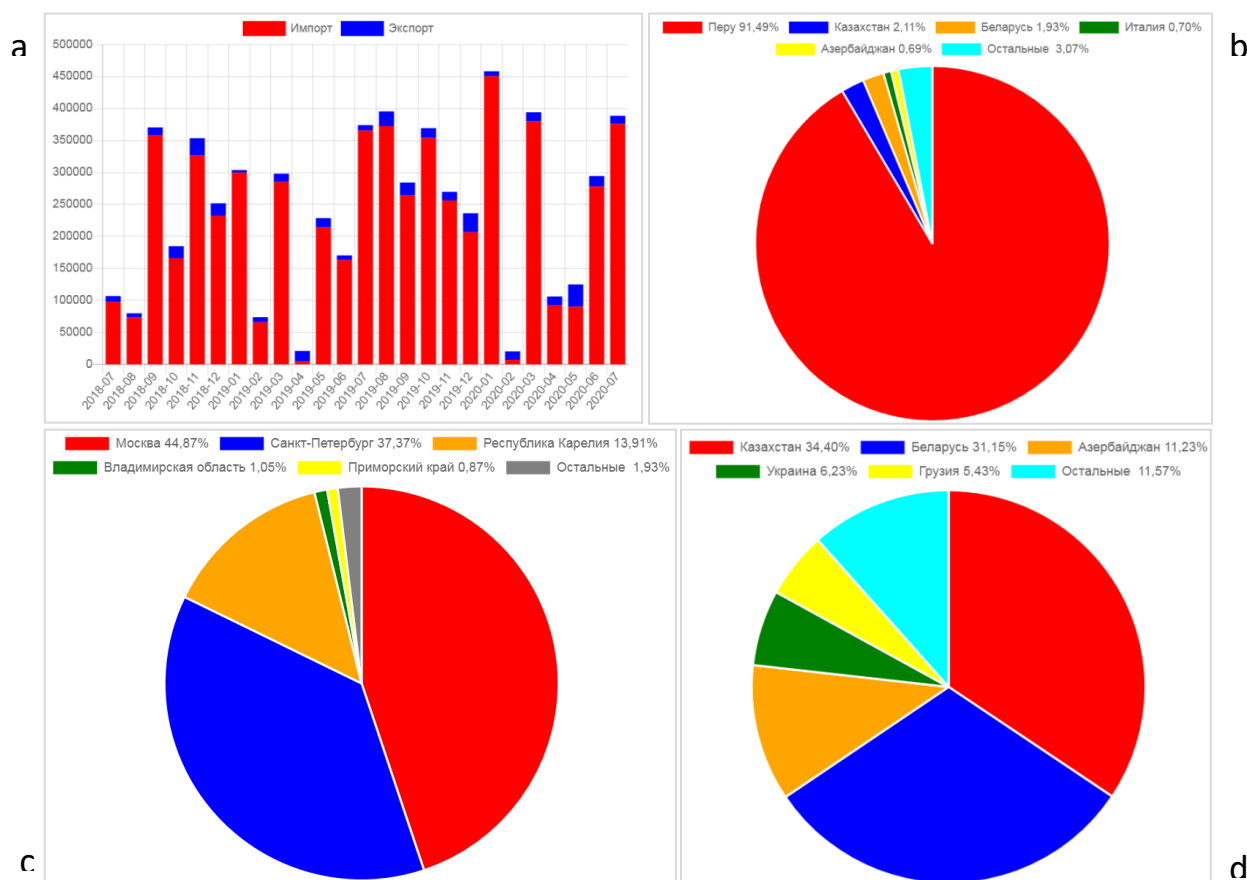 a
Импорт Экспорт
500000
450000
400000
350000
300000
250000
200000
150000
100000
50000
0
2018-07 2018-08 2018-09 2018-10 2018-11 2018-12 2019-01 2019-02 2019-03 2019-04 2019-05 2019-06 2019-07 2019-08 2019-09 2019-10 2019-11 2019-12 2020-01 2020-02 2020-03 2020-04 2020-05 2020-06 2020-07
b
Перу 91,49% Казахстан 2,11% Беларусь 1,93% Италия 0,70%
Азербайджан 0,69% Остальные 3,07%
c
Москва 44,87% Санкт-Петербург 37,37% Республика Карелия 13,91%
Владимирская область 1,05% Приморский край 0,87% Остальные 1,93%
d
Казахстан 34,40% Беларусь 31,15% Азербайджан 11,23%
Украина 6,23% Грузия 5,43% Остальные 11,57%